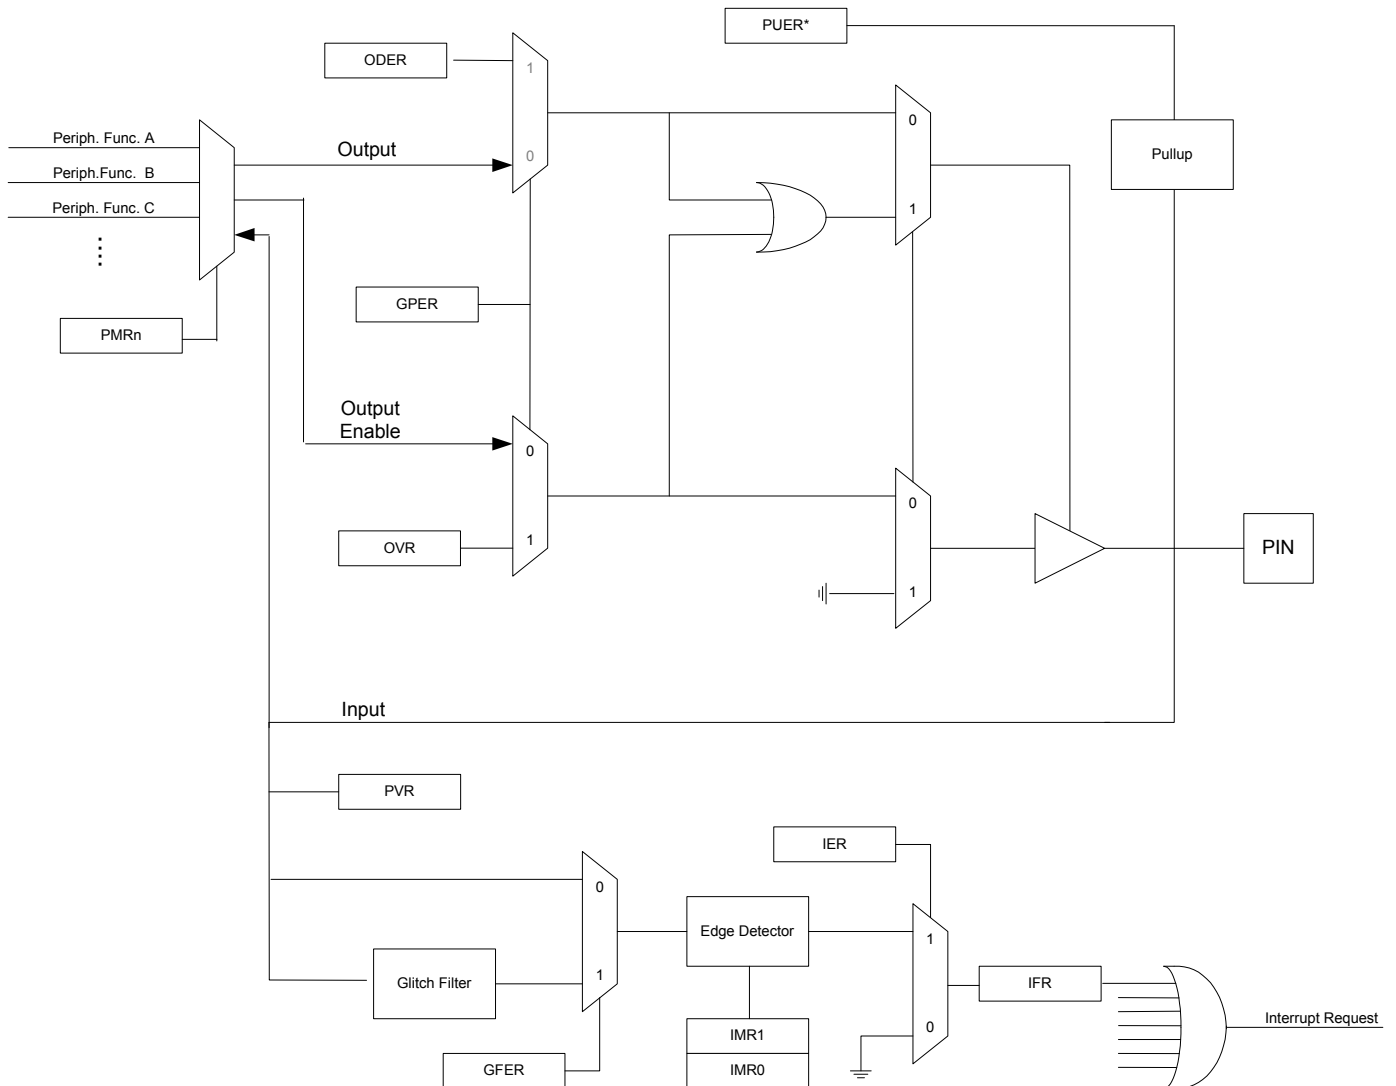 PUER*
ODER
1
0
Periph. Func. A
Output
0
Pullup
Periph.Func. B
Periph. Func. C
1
GPER
PMRn
Output
Enable
0
0
OVR
1
PIN
1
Input
PVR
IER
0
Edge Detector
1
Glitch Filter
1
IFR
0
Interrupt Request
IMR1
GFER
IMR0